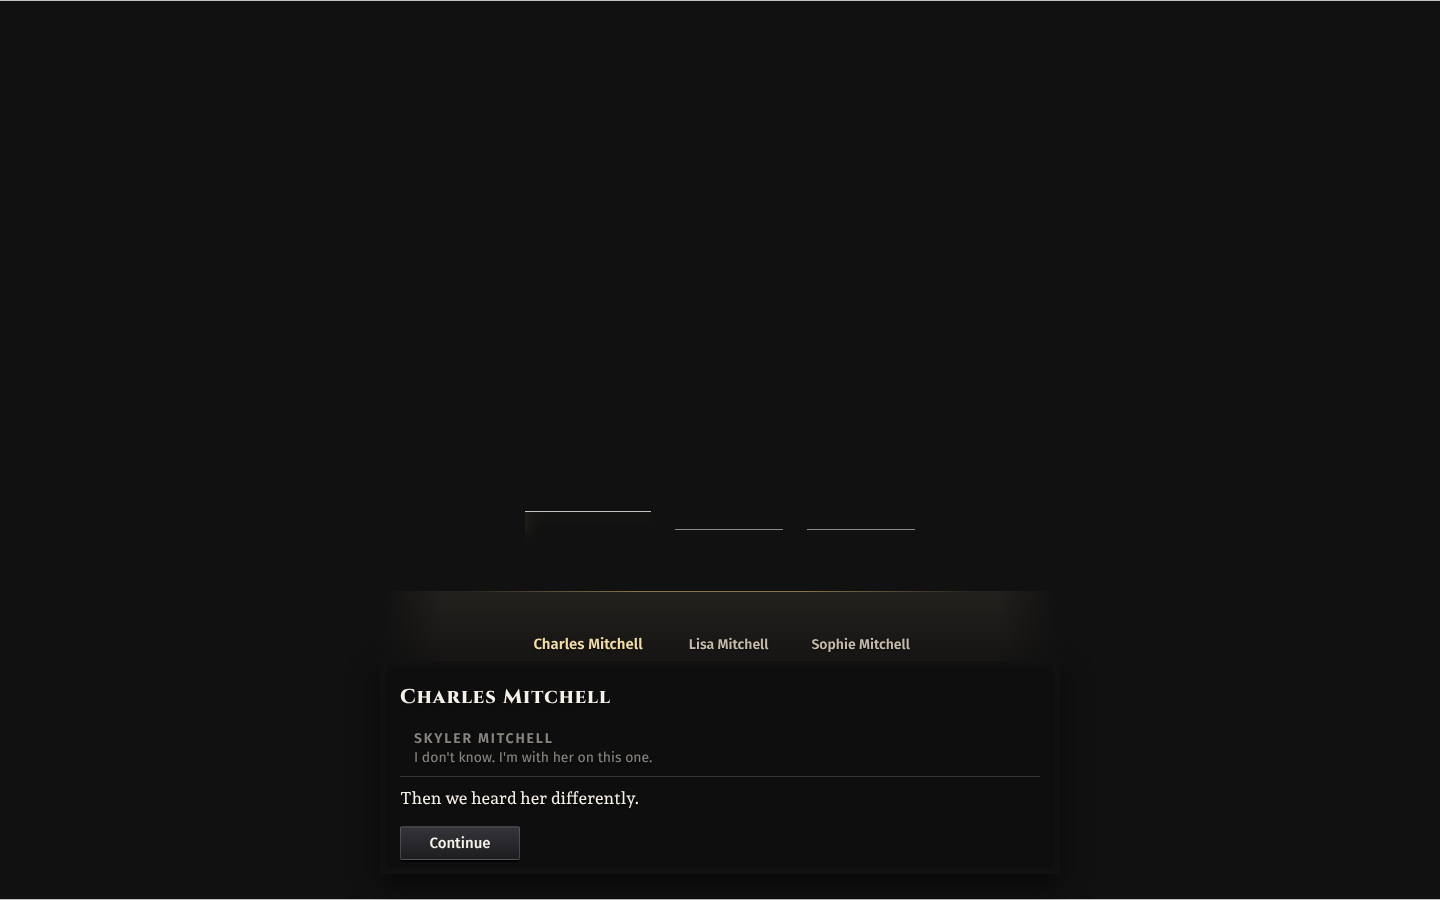 Charles Mitchell
Lisa Mitchell
Sophie Mitchell
Charles Mitchell
SKYLER MITCHELL
I don't know. I'm with her on this one.
Then we heard her differently.
Continue